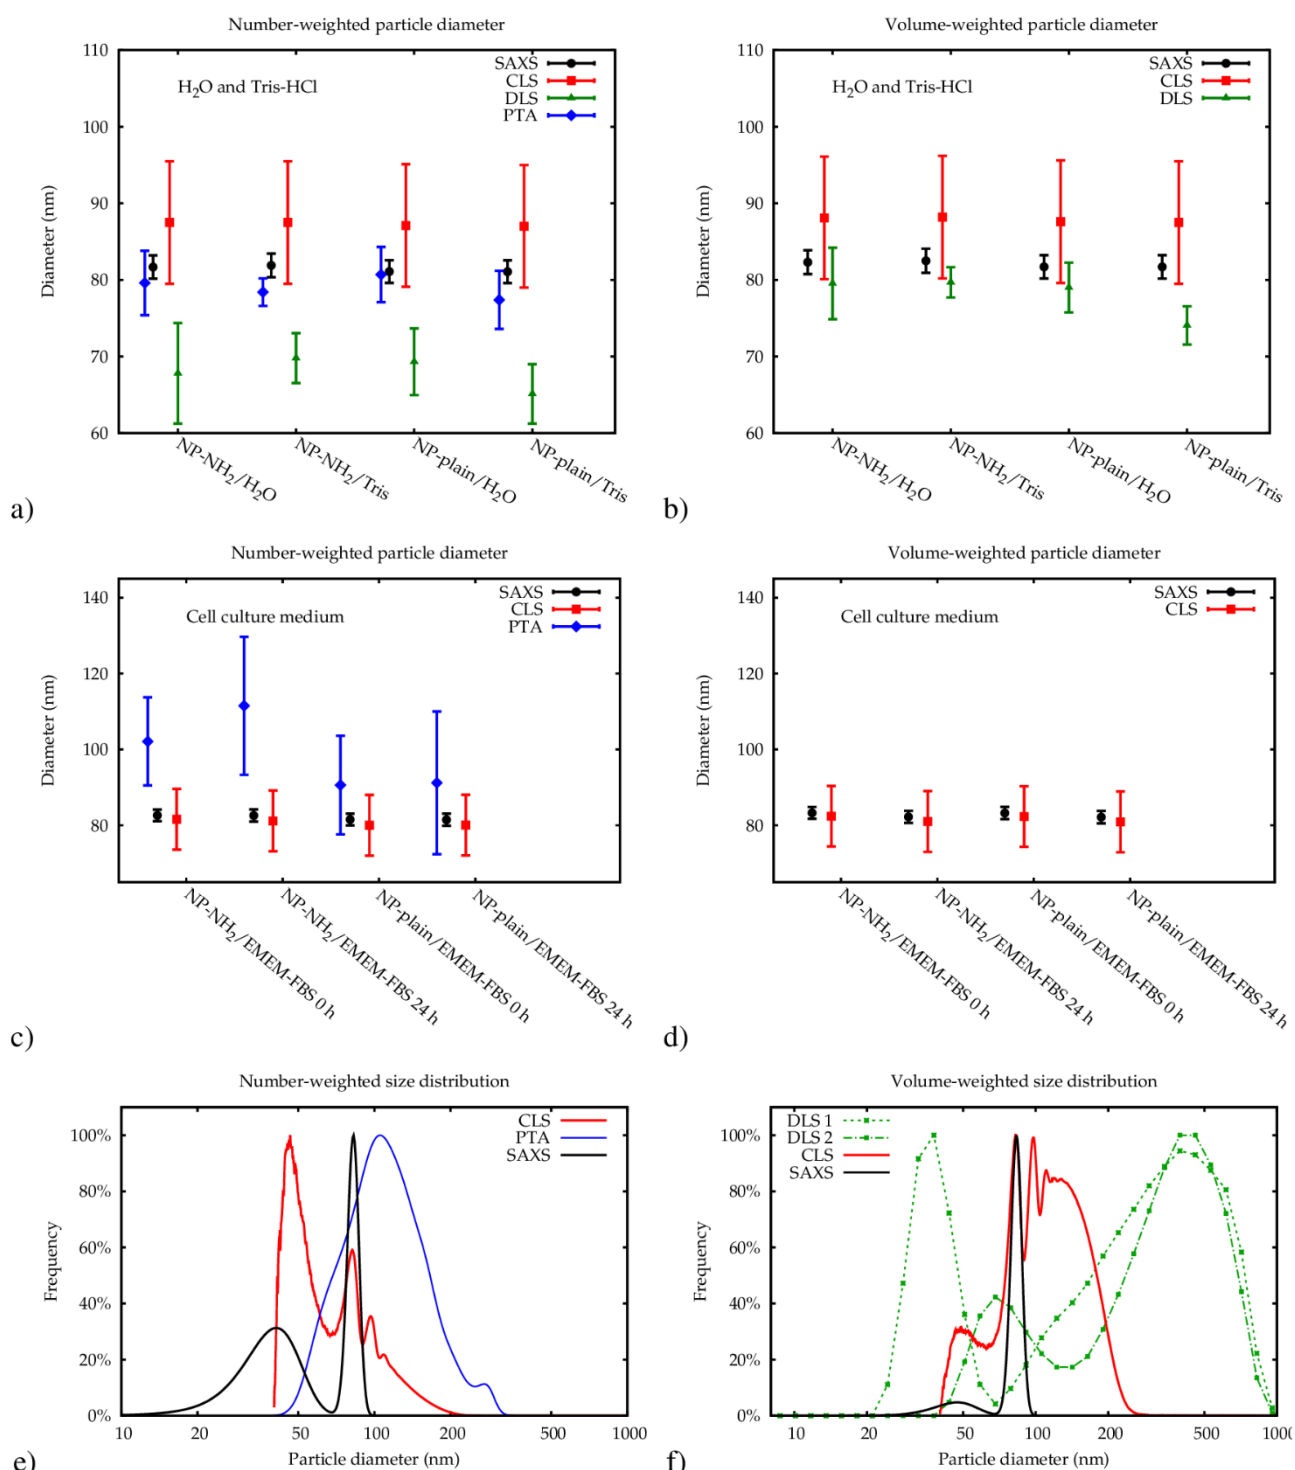 Number-weighted particle diameter
110
100
90
80
70
60
Diameter (nm)
H₂O and Tris-HCl
SAXS
CLS
DLS
PTA
NP-NH₂/H₂O
NP-NH₂/Tris
NP-plain/H₂O
NP-plain/Tris
a)
Volume-weighted particle diameter
110
100
90
80
70
60
Diameter (nm)
H₂O and Tris-HCl
SAXS
CLS
DLS
NP-NH₂/H₂O
NP-NH₂/Tris
NP-plain/H₂O
NP-plain/Tris
b)
Number-weighted particle diameter
140
120
100
80
Diameter (nm)
Cell culture medium
SAXS
CLS
PTA
NP-NH₂/EMEM-FBS 0 h
NP-NH₂/EMEM-FBS 24 h
NP-plain/EMEM-FBS 0 h
NP-plain/EMEM-FBS 24 h
c)
Volume-weighted particle diameter
140
120
100
80
Diameter (nm)
Cell culture medium
SAXS
CLS
NP-NH₂/EMEM-FBS 0 h
NP-NH₂/EMEM-FBS 24 h
NP-plain/EMEM-FBS 0 h
NP-plain/EMEM-FBS 24 h
d)
Number-weighted size distribution
100%
80%
60%
40%
20%
0%
Frequency
CLS
PTA
SAXS
10 20 50 100 200 500 1000
Particle diameter (nm)
e)
Volume-weighted size distribution
100%
80%
60%
40%
20%
0%
Frequency
DLS 1
DLS 2
CLS
SAXS
10 20 50 100 200 500 1000
Particle diameter (nm)
f)